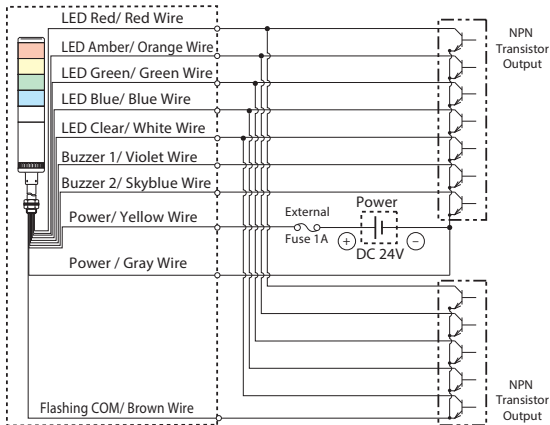 LED Red/ Red Wire
LED Amber/ Orange Wire
LED Green/ Green Wire
LED Blue/ Blue Wire
LED Clear/ White Wire
Buzzer 1/ Violet Wire
Buzzer 2/ Skyblue Wire
Power/ Yellow Wire
Power / Gray Wire
Flashing COM/ Brown Wire
External
Fuse 1A
Power
+
−
DC 24V
NPN
Transistor
Output
NPN
Transistor
Output